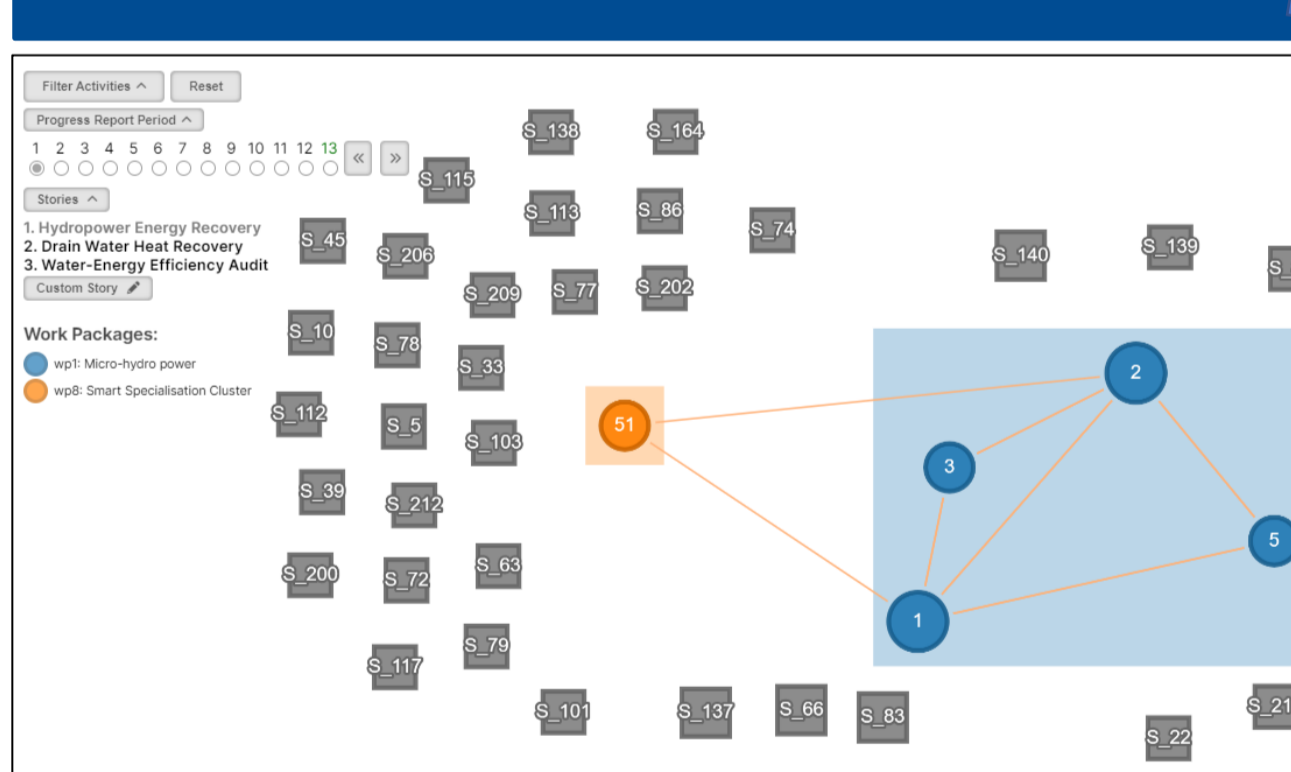 Filter Activities
Reset
Progress Report Period
1 2 3 4 5 6 7 8 9 10 11 12 13
Stories
1. Hydropower Energy Recovery
2. Drain Water Heat Recovery
3. Water-Energy Efficiency Audit
Custom Story
Work Packages:
wp1: Micro-hydro power
wp8: Smart Specialisation Cluster
S_138
S_164
S_115
S_113
S_86
S_74
S_45
S_206
S_140
S_139
S_209
S_77
S_202
S_10
S_78
S_33
S_112
S_5
S_103
S_39
S_212
S_200
S_72
S_63
S_117
S_79
S_101
S_137
S_66
S_83
S_22
S_21
51
2
3
5
1